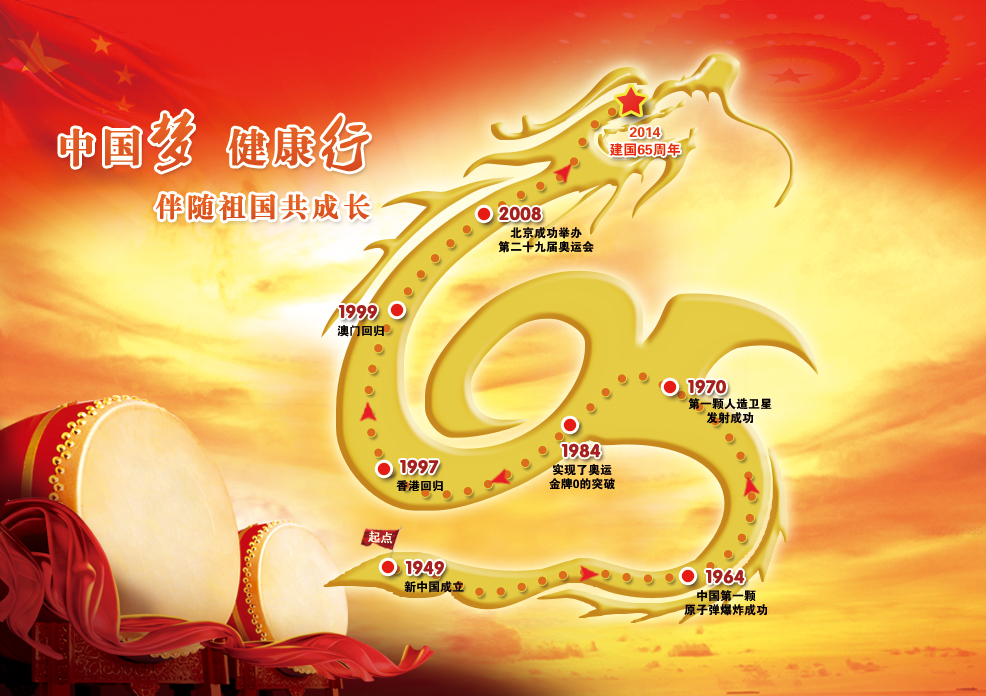 中国梦 健康行
伴随祖国共成长
2014
建国65周年
2008
北京成功举办
第二十九届奥运会
1999
澳门回归
1970
第一颗人造卫星
发射成功
1984
实现了奥运
金牌0的突破
1997
香港回归
起点
1949
新中国成立
1964
中国第一颗
原子弹爆炸成功